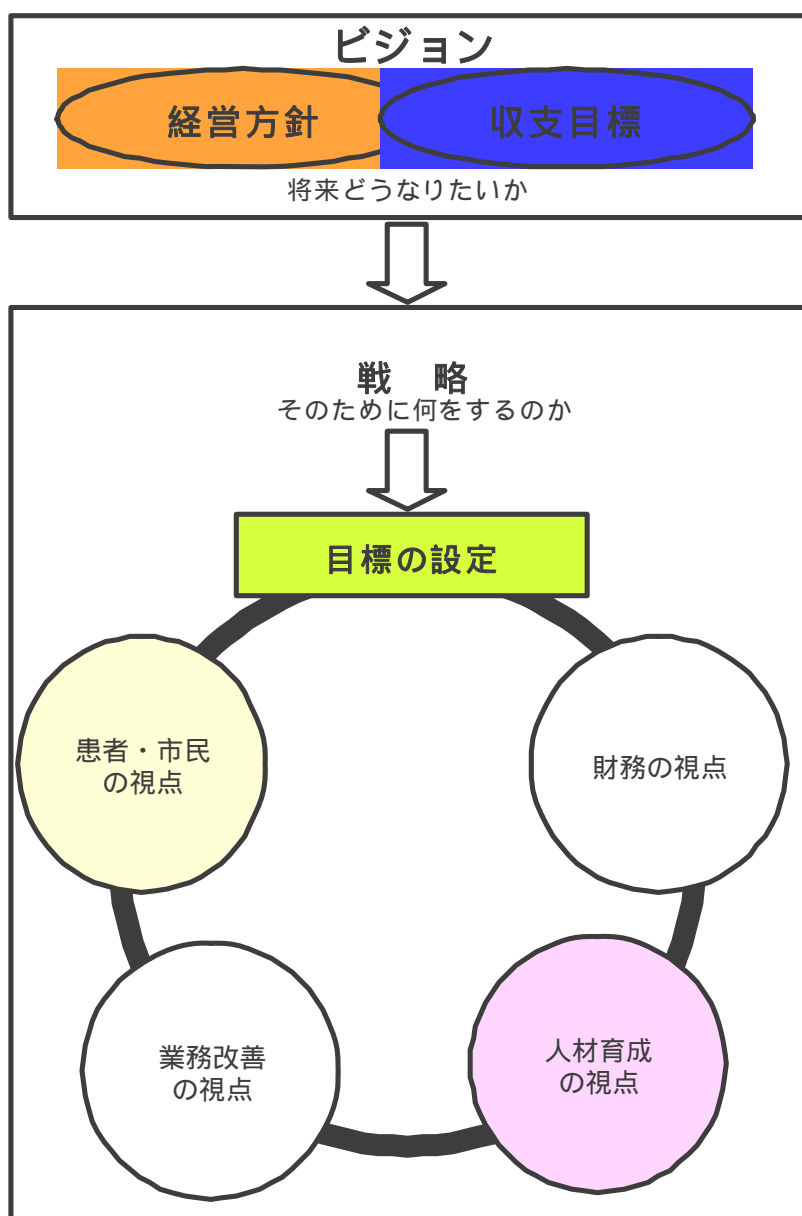 ビジョン
経営方針 収支目標
将来どうなりたいか
戦　略
そのために何をするのか
目標の設定
患者・市民
の視点
財務の視点
業務改善
の視点
人材育成
の視点